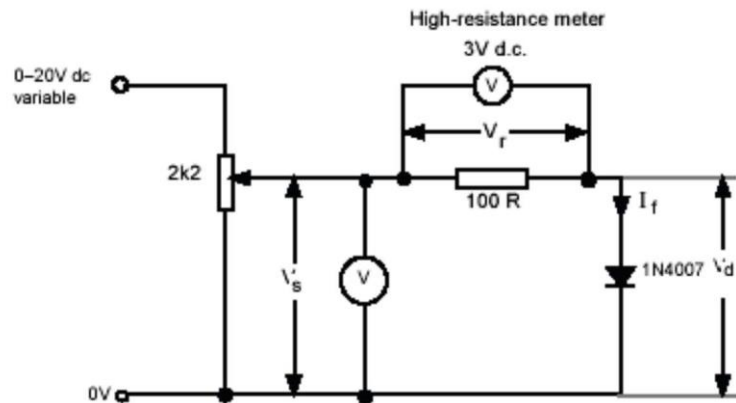 High-resistance meter
3V d.c.
0–20V dc
variable
V
Vr
2k2
100 R
If
Vs
V
1N4007
Vd
0V